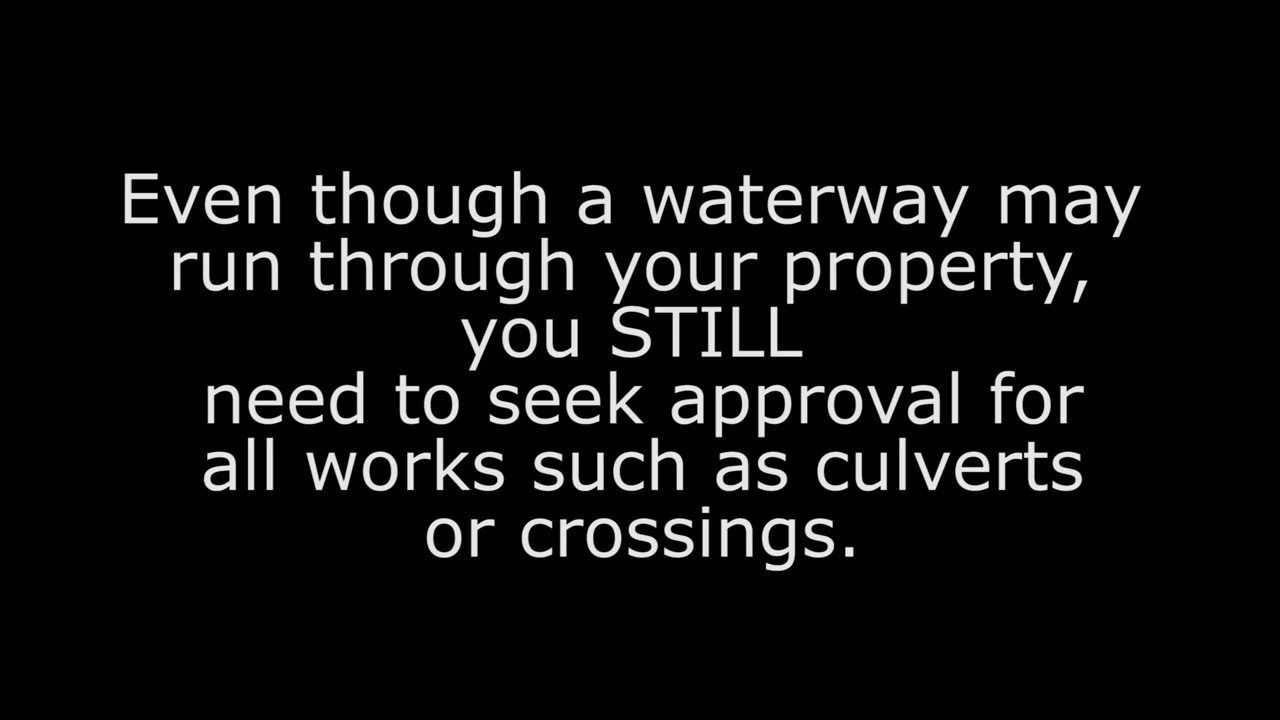 Even though a waterway may
run through your property,
you STILL
need to seek approval for
all works such as culverts
or crossings.